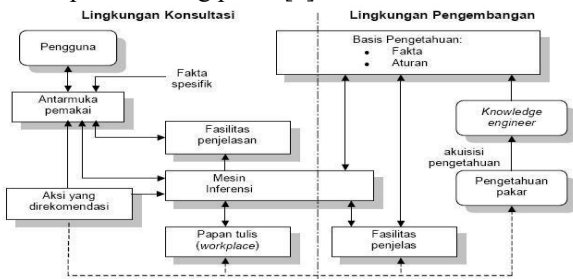 Lingkungan Konsultasi
Lingkungan Pengembangan
Pengguna
Basis Pengetahuan:
• Fakta
• Aturan
Fakta
spesifik
Antarmuka
pemakai
Knowledge
engineer
Fasilitas
penjelasan
akuisisi
pengetahuan
Mesin
Inferensi
Pengetahuan
pakar
Aksi yang
direkomendasi
Papan tulis
(workplace)
Fasilitas
penjelas